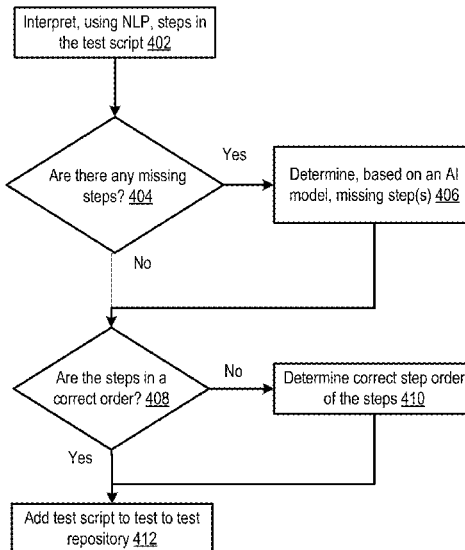 Interpret, using NLP, steps in
the test script 402
Are there any missing
steps? 404
Yes
Determine, based on an AI
model, missing step(s) 406
No
Are the steps in a
correct order? 408
No
Determine correct step order
of the steps 410
Yes
Add test script to test to test
repository 412